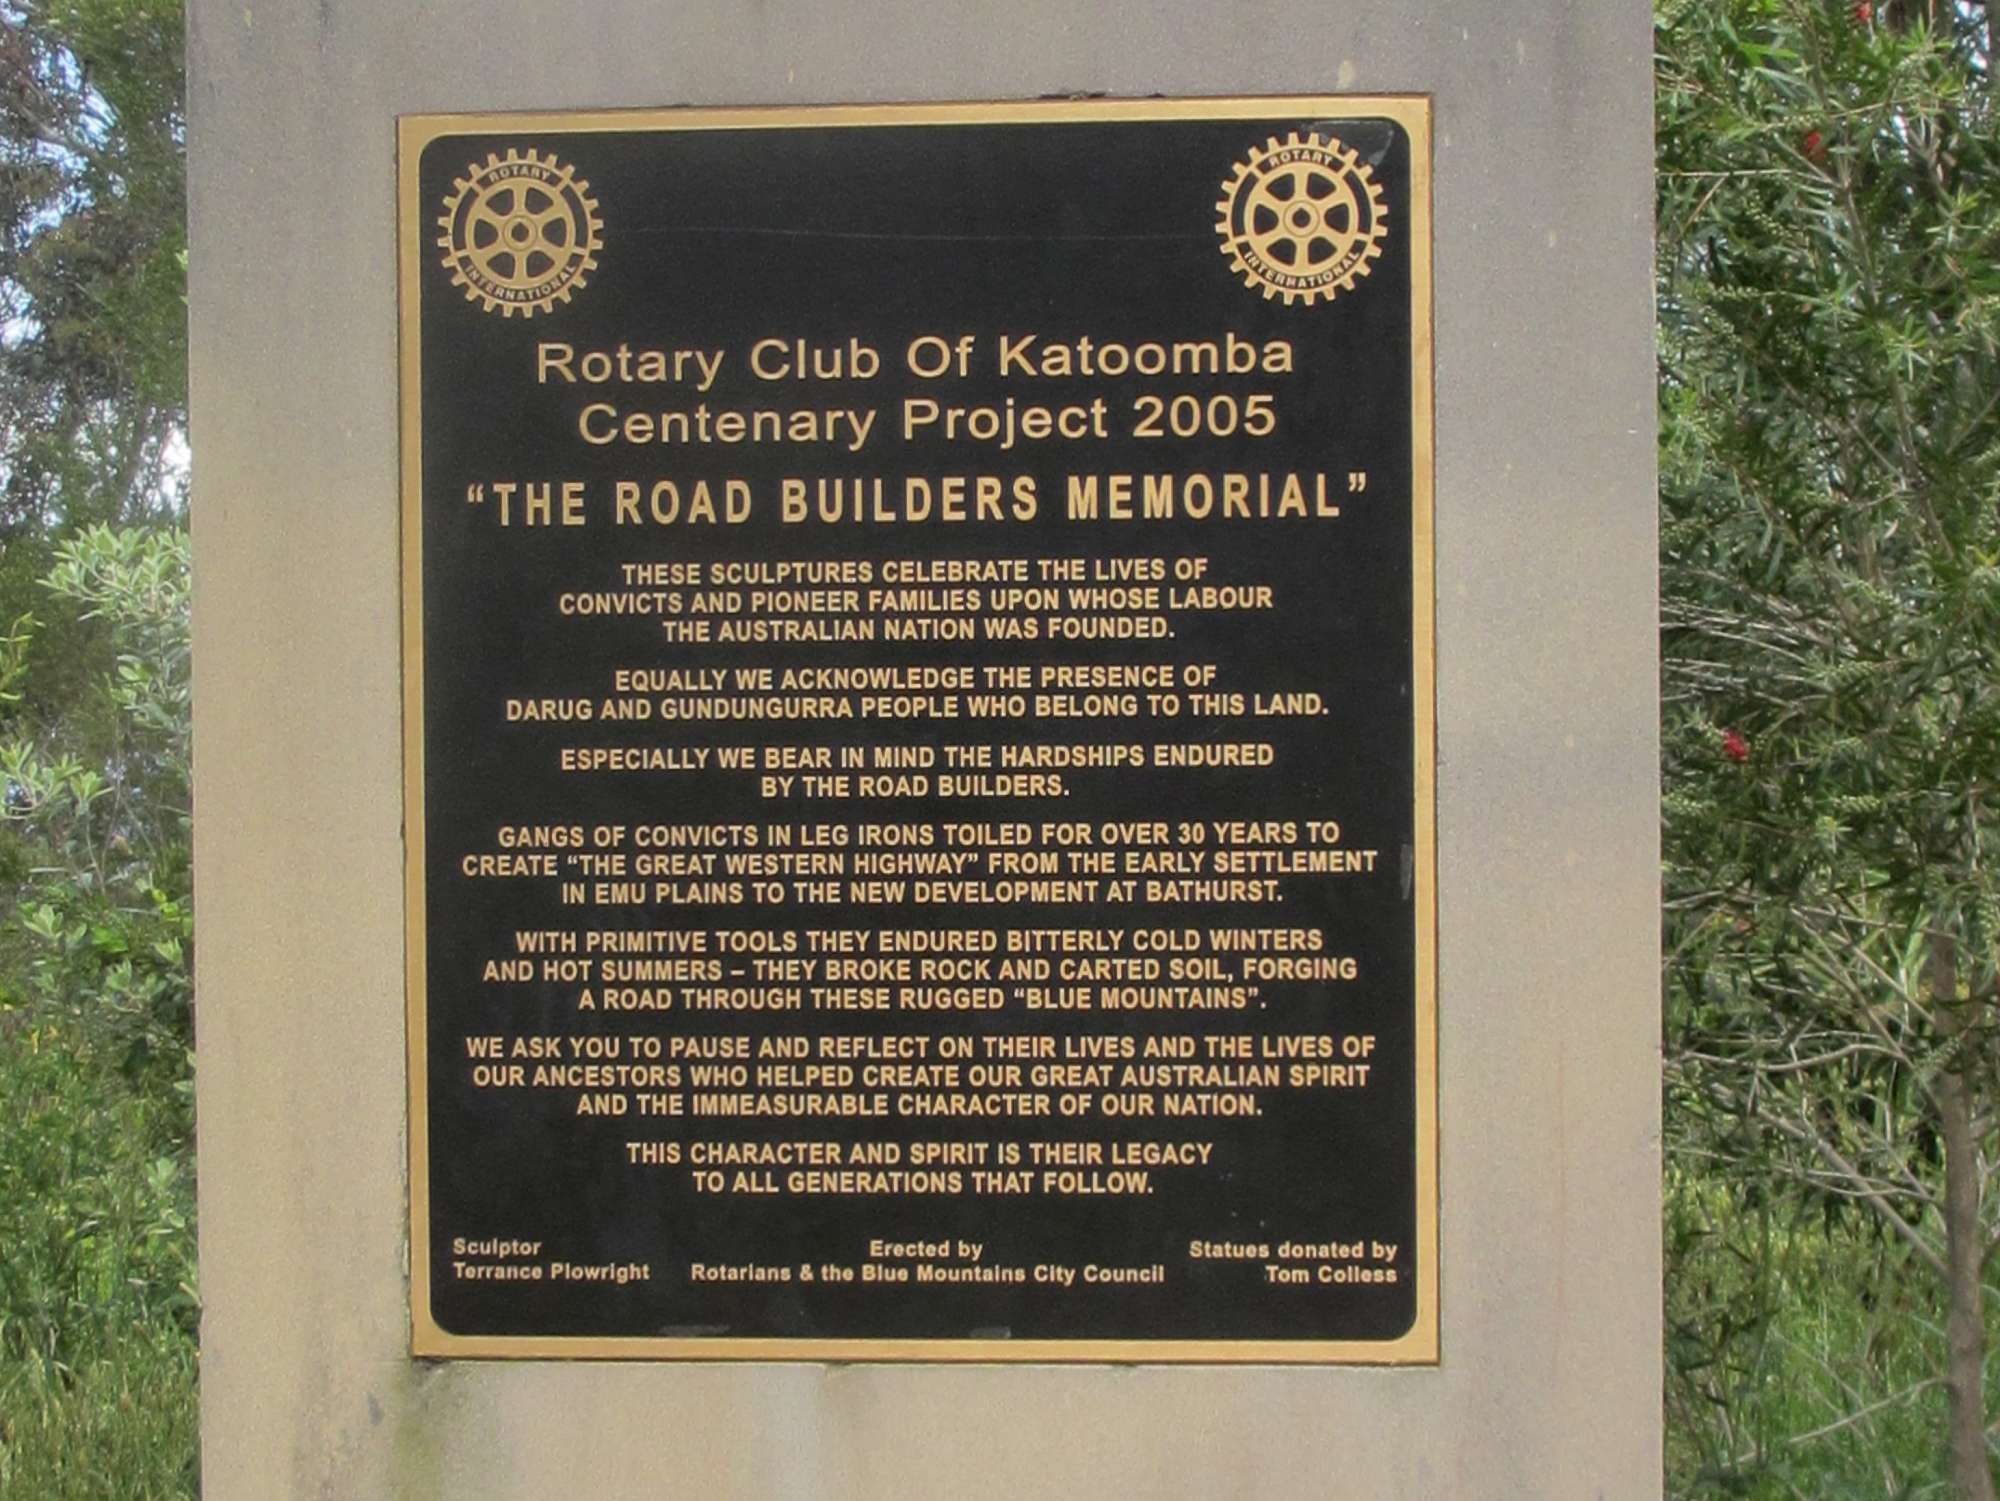 ROTARY
INTERNATIONAL
ROTARY
INTERNATIONAL
Rotary Club Of Katoomba
Centenary Project 2005
“THE ROAD BUILDERS MEMORIAL”
THESE SCULPTURES CELEBRATE THE LIVES OF
CONVICTS AND PIONEER FAMILIES UPON WHOSE LABOUR
THE AUSTRALIAN NATION WAS FOUNDED.
EQUALLY WE ACKNOWLEDGE THE PRESENCE OF
DARUG AND GUNDUNGURRA PEOPLE WHO BELONG TO THIS LAND.
ESPECIALLY WE BEAR IN MIND THE HARDSHIPS ENDURED
BY THE ROAD BUILDERS.
GANGS OF CONVICTS IN LEG IRONS TOILED FOR OVER 30 YEARS TO
CREATE “THE GREAT WESTERN HIGHWAY” FROM THE EARLY SETTLEMENT
IN EMU PLAINS TO THE NEW DEVELOPMENT AT BATHURST.
WITH PRIMITIVE TOOLS THEY ENDURED BITTERLY COLD WINTERS
AND HOT SUMMERS – THEY BROKE ROCK AND CARTED SOIL, FORGING
A ROAD THROUGH THESE RUGGED “BLUE MOUNTAINS”.
WE ASK YOU TO PAUSE AND REFLECT ON THEIR LIVES AND THE LIVES OF
OUR ANCESTORS WHO HELPED CREATE OUR GREAT AUSTRALIAN SPIRIT
AND THE IMMEASURABLE CHARACTER OF OUR NATION.
THIS CHARACTER AND SPIRIT IS THEIR LEGACY
TO ALL GENERATIONS THAT FOLLOW.
Sculptor
Terrance Plowright
Erected by
Rotarians & the Blue Mountains City Council
Statues donated by
Tom Colless